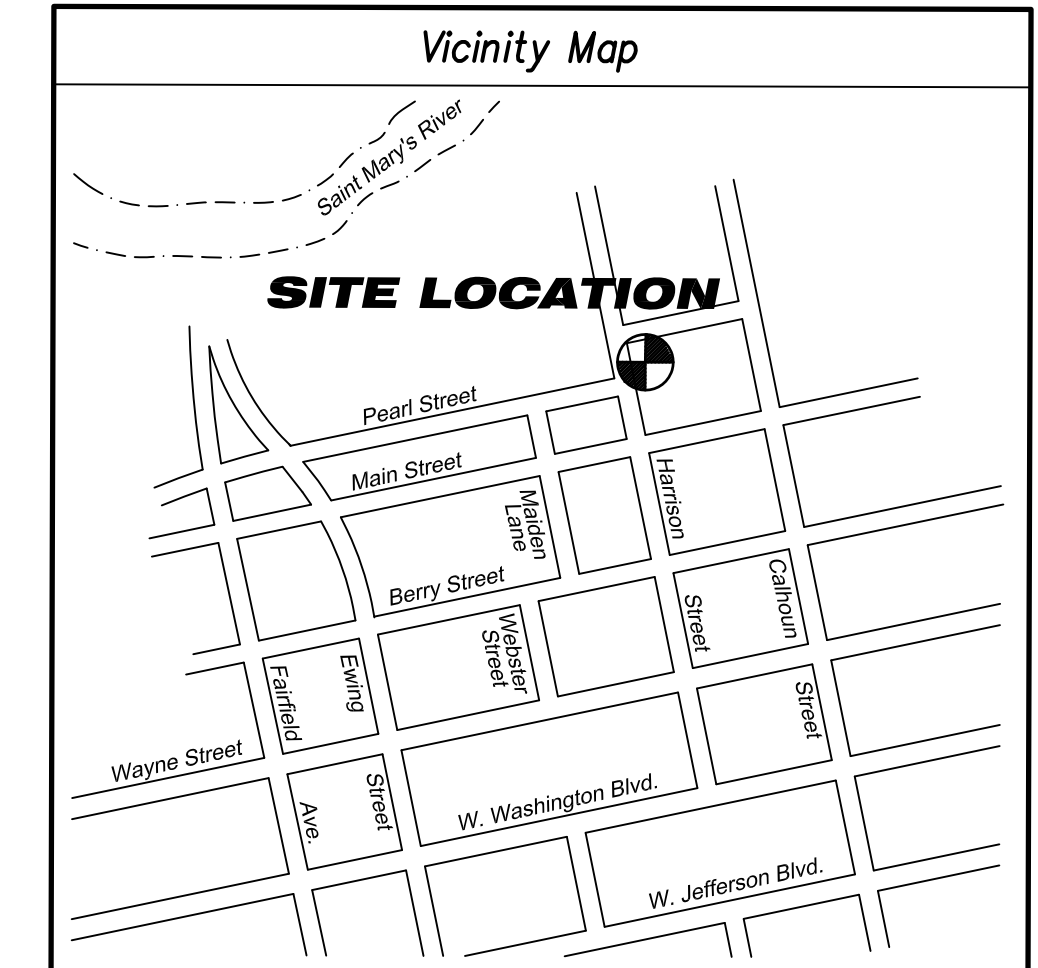 Vicinity Map
Saint Mary's River
SITE LOCATION
Pearl Street
Main Street
Maiden
Lane
Harrison
Street
Berry Street
Calhoun
Street
Webster
Street
Ewing
Street
Fairfield
Ave.
Wayne Street
W. Washington Blvd.
W. Jefferson Blvd.